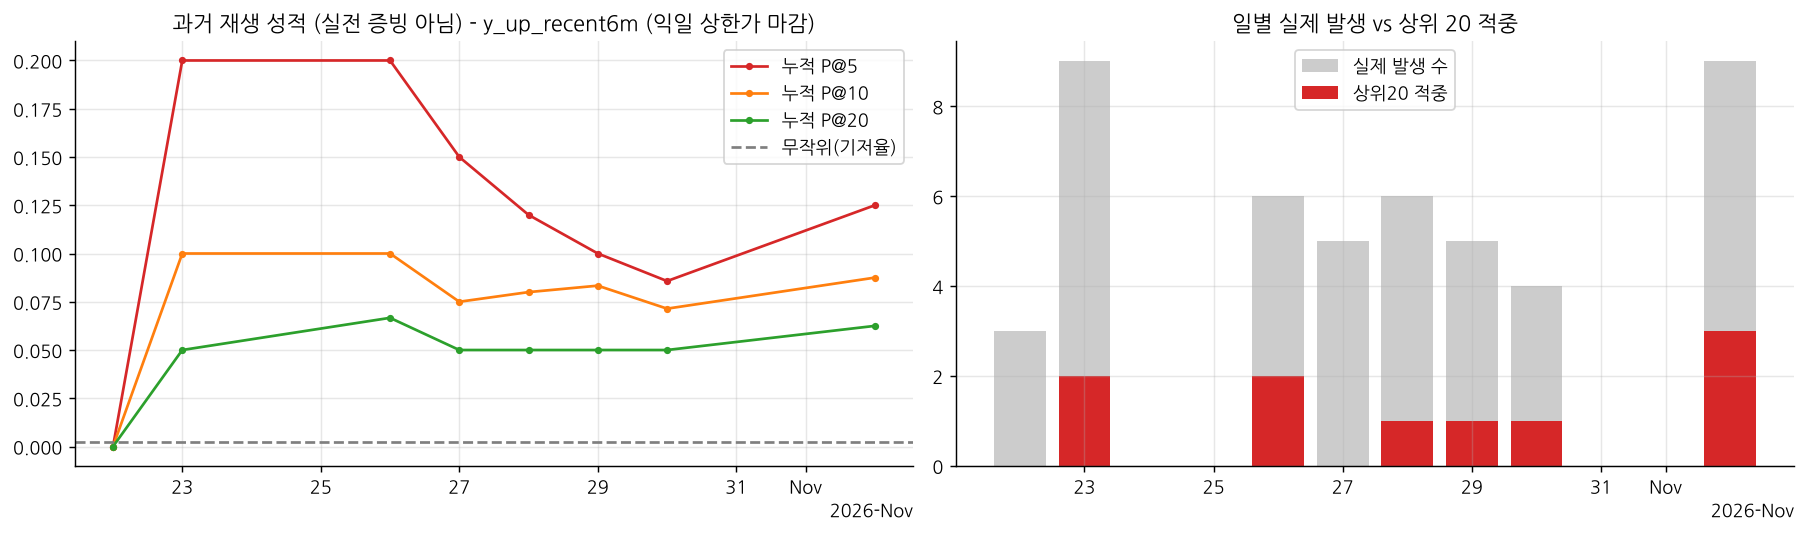 과거 재생 성적 (실전 증빙 아님) - y_up_recent6m (익일 상한가 마감)
누적 P@5
누적 P@10
누적 P@20
무작위(기저율)
0.200
0.175
0.150
0.125
0.100
0.075
0.050
0.025
0.000
23
25
27
29
31
Nov
2026-Nov
일별 실제 발생 vs 상위 20 적중
실제 발생 수
상위20 적중
8
6
4
2
0
23
25
27
29
31
Nov
2026-Nov